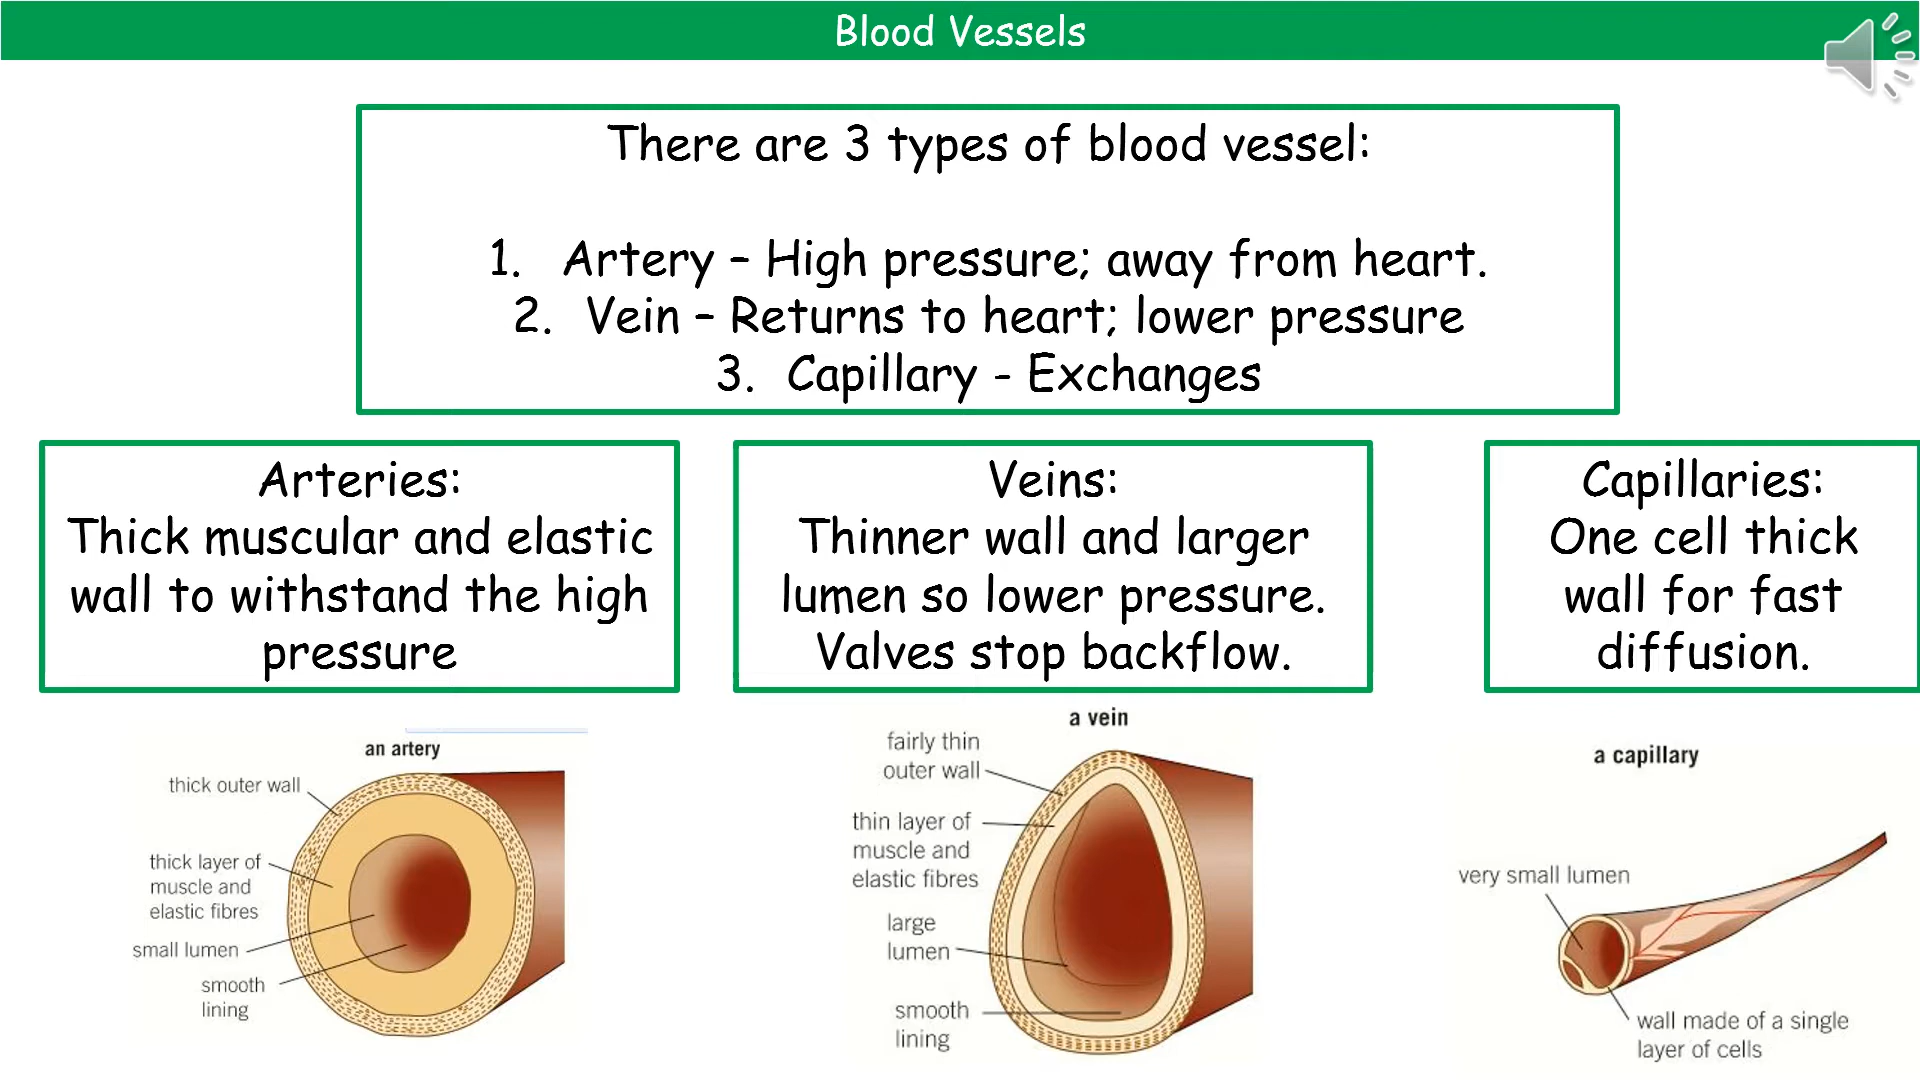 Blood Vessels
There are 3 types of blood vessel:
1. Artery – High pressure; away from heart.
2. Vein – Returns to heart; lower pressure
3. Capillary - Exchanges
Arteries:
Thick muscular and elastic
wall to withstand the high
pressure
Veins:
Thinner wall and larger
lumen so lower pressure.
Valves stop backflow.
Capillaries:
One cell thick
wall for fast
diffusion.
an artery
thick outer wall
thick layer of
muscle and
elastic fibres
small lumen
smooth
lining
a vein
fairly thin
outer wall
thin layer of
muscle and
elastic fibres
large
lumen
smooth
lining
a capillary
very small lumen
wall made of a single
layer of cells